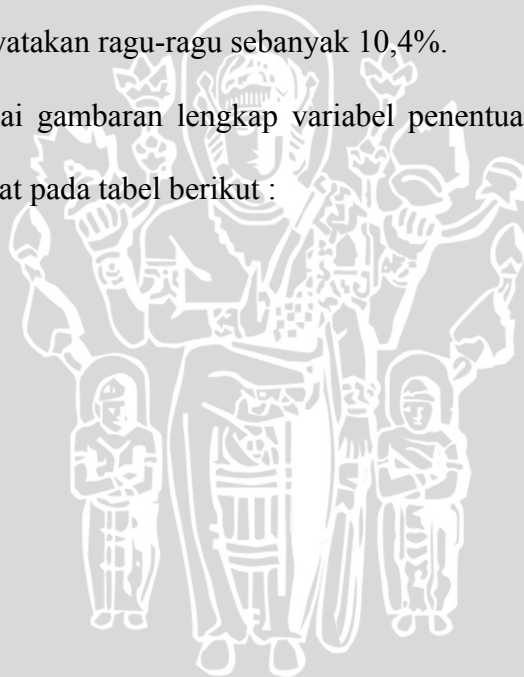 yatakan ragu-ragu sebanyak 10,4%.
ai gambaran lengkap variabel penentua
at pada tabel berikut :